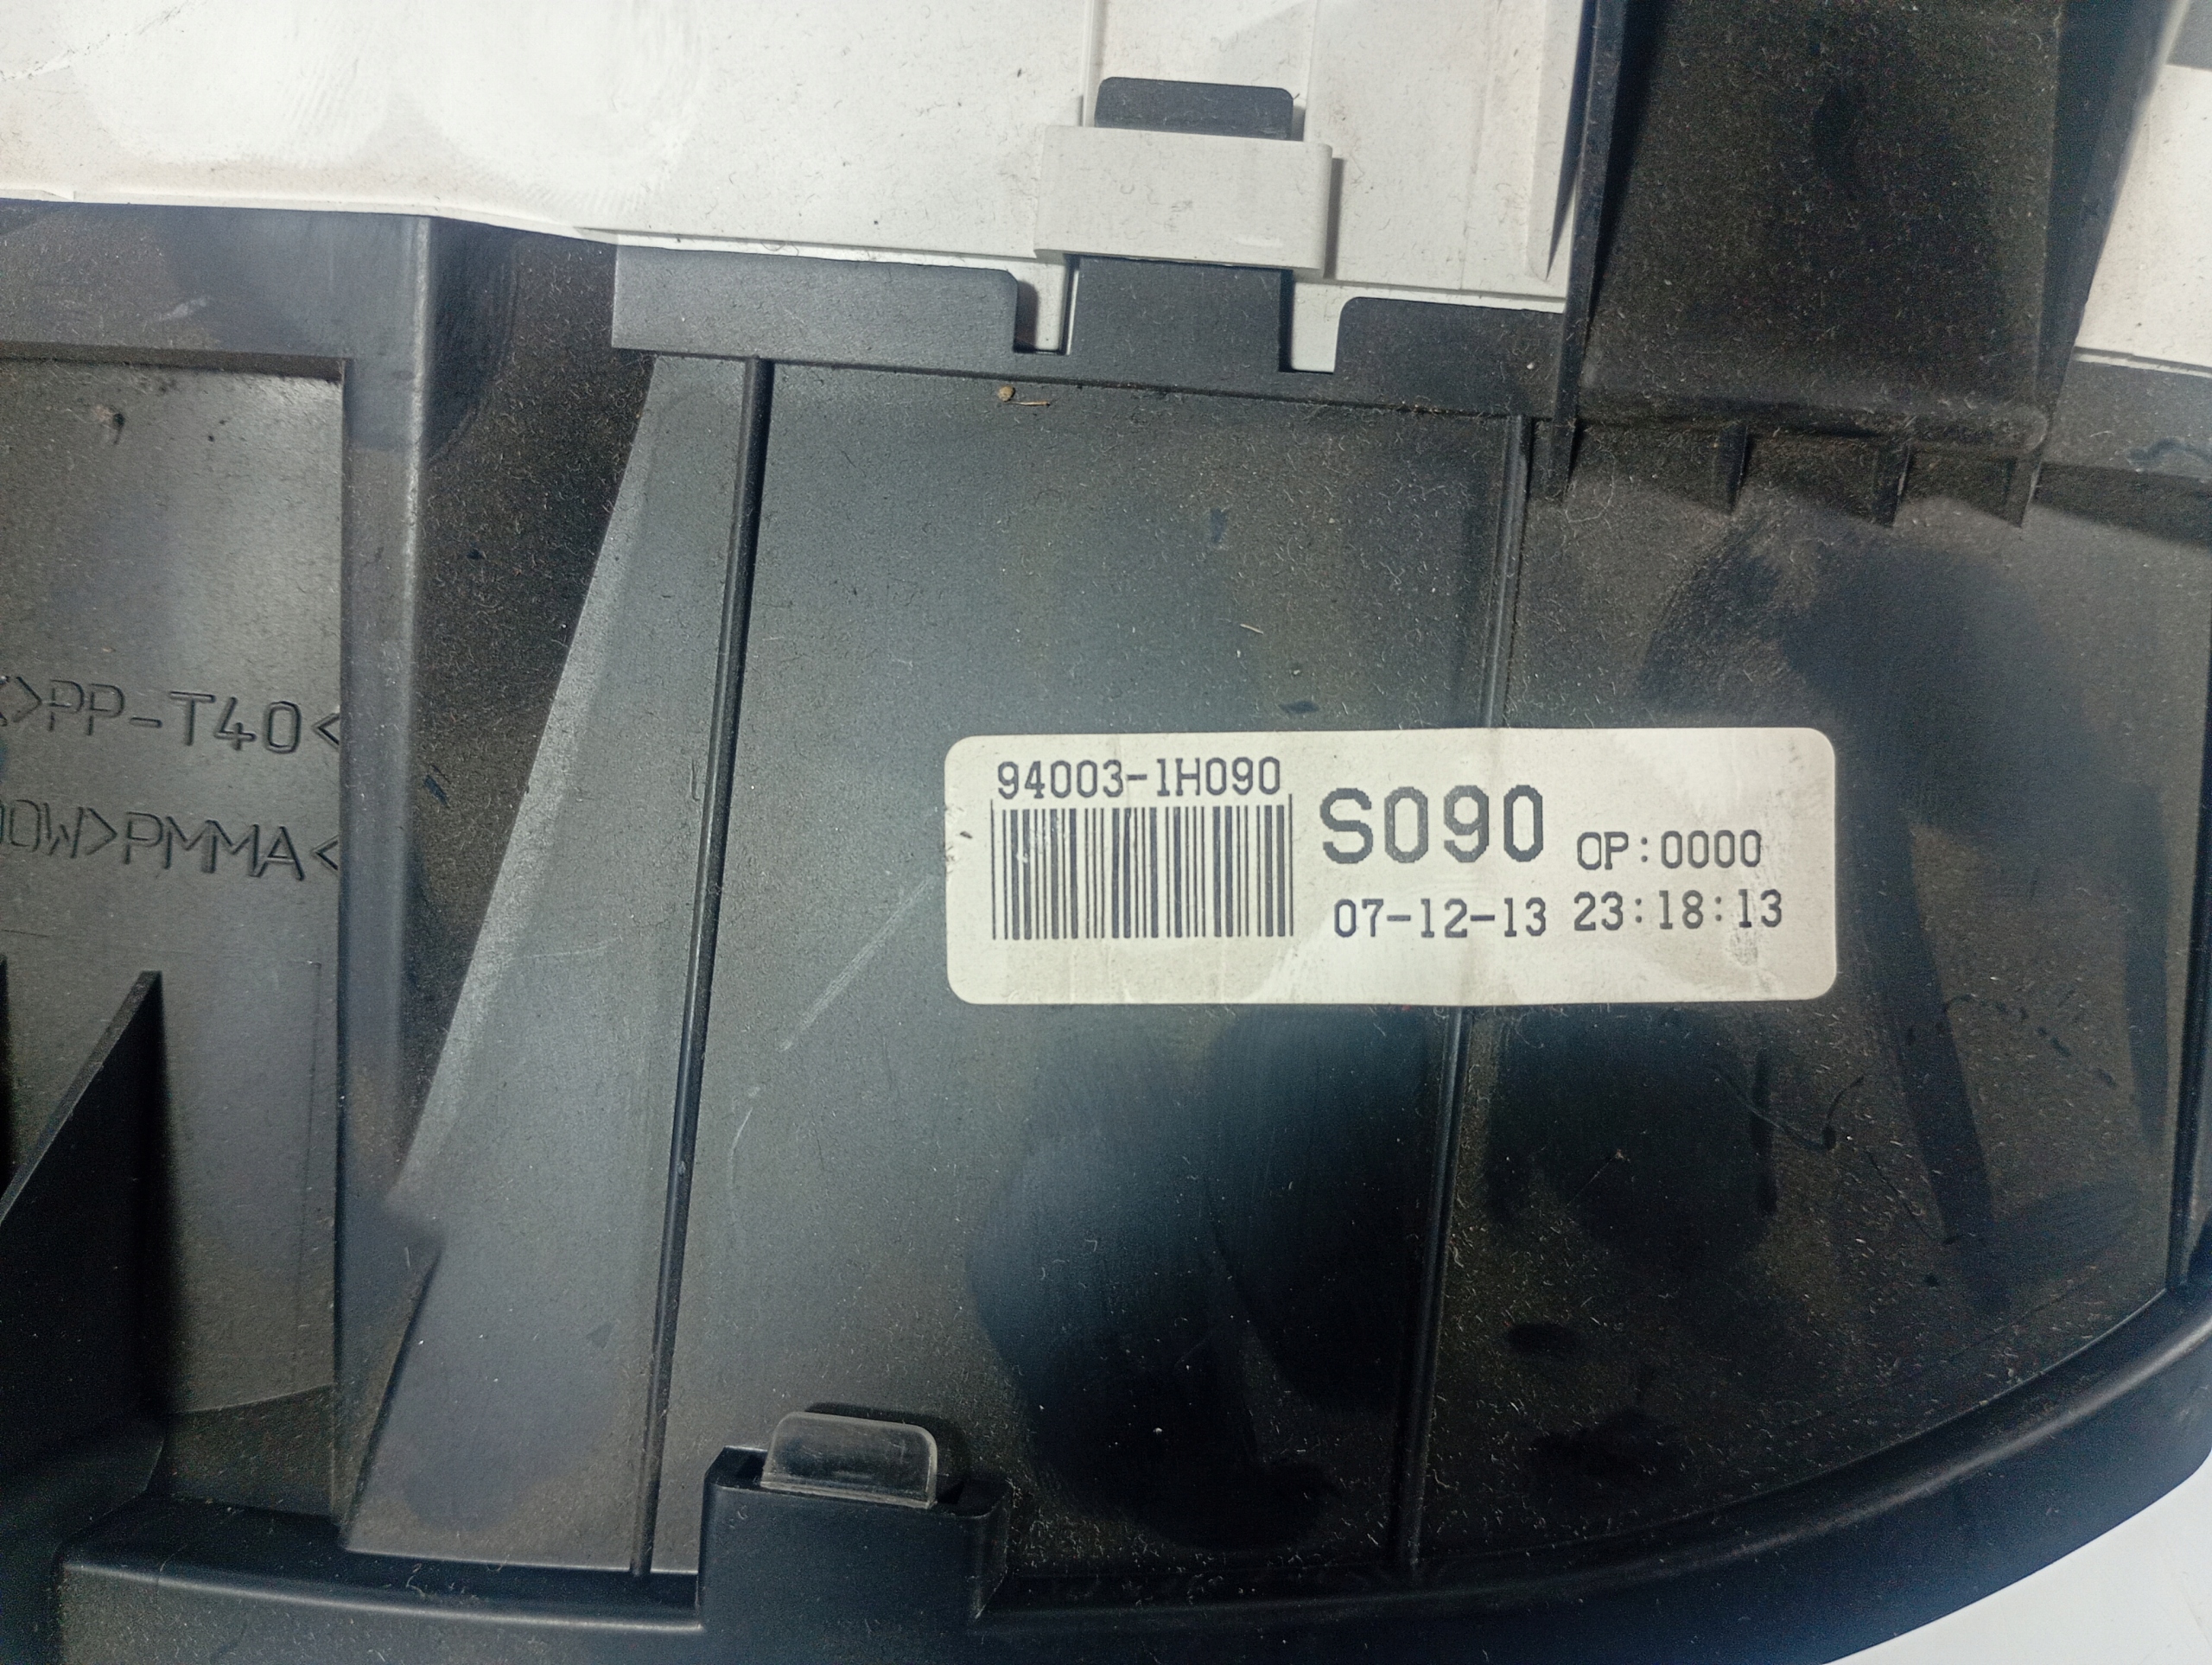 >PP-T40<
OW>PMMA<
94003-1H090
S090 OP:0000
07-12-13 23:18:13